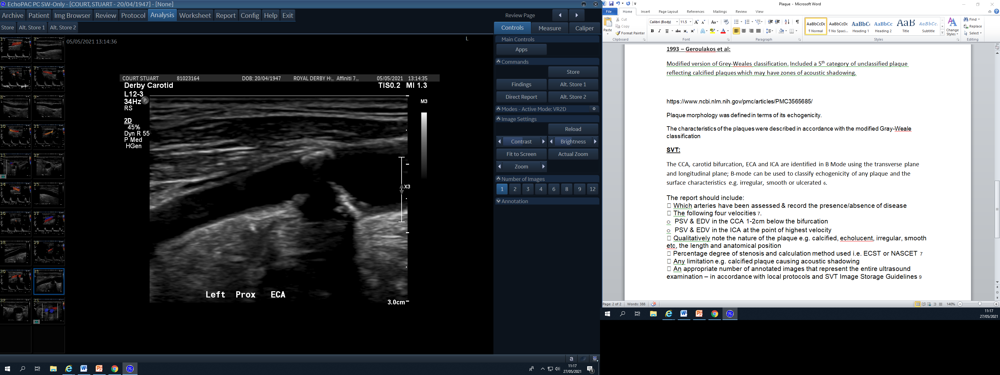 EchoPAC PC SW-Only - [COURT, STUART - 20/04/1947] - [None]
Archive Patient Img Browser Review Protocol Analysis Worksheet Report Config Help Exit
Store Alt. Store 1 Alt. Store 2
05/05/2021 13:14:36
L
COURT STUART 81023164 DOB: 20/04/1947 ROYAL DERBY H(... Affiniti 7... 05/05/2021 13:14:35
Derby Carotid TIS0.2 MI 1.3
L12-3
34Hz P
RS
M3
2D
45%
Dyn R 55
P Med
HGen
X3
Left Prox ECA
3.0cm
10 11
13
18 19
20 21
22 23
Review Page
Controls Measure Caliper
Main Controls
Apps
Commands
Store
Findings Alt. Store 1
Direct Report Alt. Store 2
Modes - Active Mode: VR2D
Image Settings
Reload
Contrast Brightness
Fit to Screen Actual Zoom
Zoom
Number of Images
1 2 3 4 6 8 9 12
Annotation
a
11:17
27/05/2021
1
Plaque - Microsoft Word
File Home Insert Page Layout References Mailings Review View
Paste
Cut
Copy
Format Painter
Clipboard
Calibri (Body) 11.5
Font
Paragraph
AaBbCcDc AaBbCcDc AaBbC( AaBbCc AaB AaBbCc.
¶ Normal ¶ No Spaci... Heading 1 Heading 2 Title Subtitle
Change
Styles
Styles
Find
Replace
Select
Editing
1993 – Geroulakos et al:
Modified version of Grey-Weales classification. Included a 5th category of unclassified plaque
reflecting calcified plaques which may have zones of acoustic shadowing.
https://www.ncbi.nlm.nih.gov/pmc/articles/PMC3565685/
Plaque morphology was defined in terms of its echogenicity.
The characteristics of the plaques were described in accordance with the modified Gray-Weale
classification
SVT:
The CCA, carotid bifurcation, ECA and ICA are identified in B Mode using the transverse plane
and longitudinal plane; B-mode can be used to classify echogenicity of any plaque and the
surface characteristics e.g. irregular, smooth or ulcerated 6.
The report should include:
□ Which arteries have been assessed & record the presence/absence of disease
□ The following four velocities 7.
o PSV & EDV in the CCA 1-2cm below the bifurcation
o PSV & EDV in the ICA at the point of highest velocity
□ Qualitatively note the nature of the plaque e.g. calcified, echolucent, irregular, smooth
etc, the length and anatomical position
□ Percentage degree of stenosis and calculation method used i.e. ECST or NASCET 7
□ Any limitation e.g. calcified plaque causing acoustic shadowing
□ An appropriate number of annotated images that represent the entire ultrasound
examination – in accordance with local protocols and SVT Image Storage Guidelines 9
Page: 2 of 2 Words: 388 140%
11:17
27/05/2021